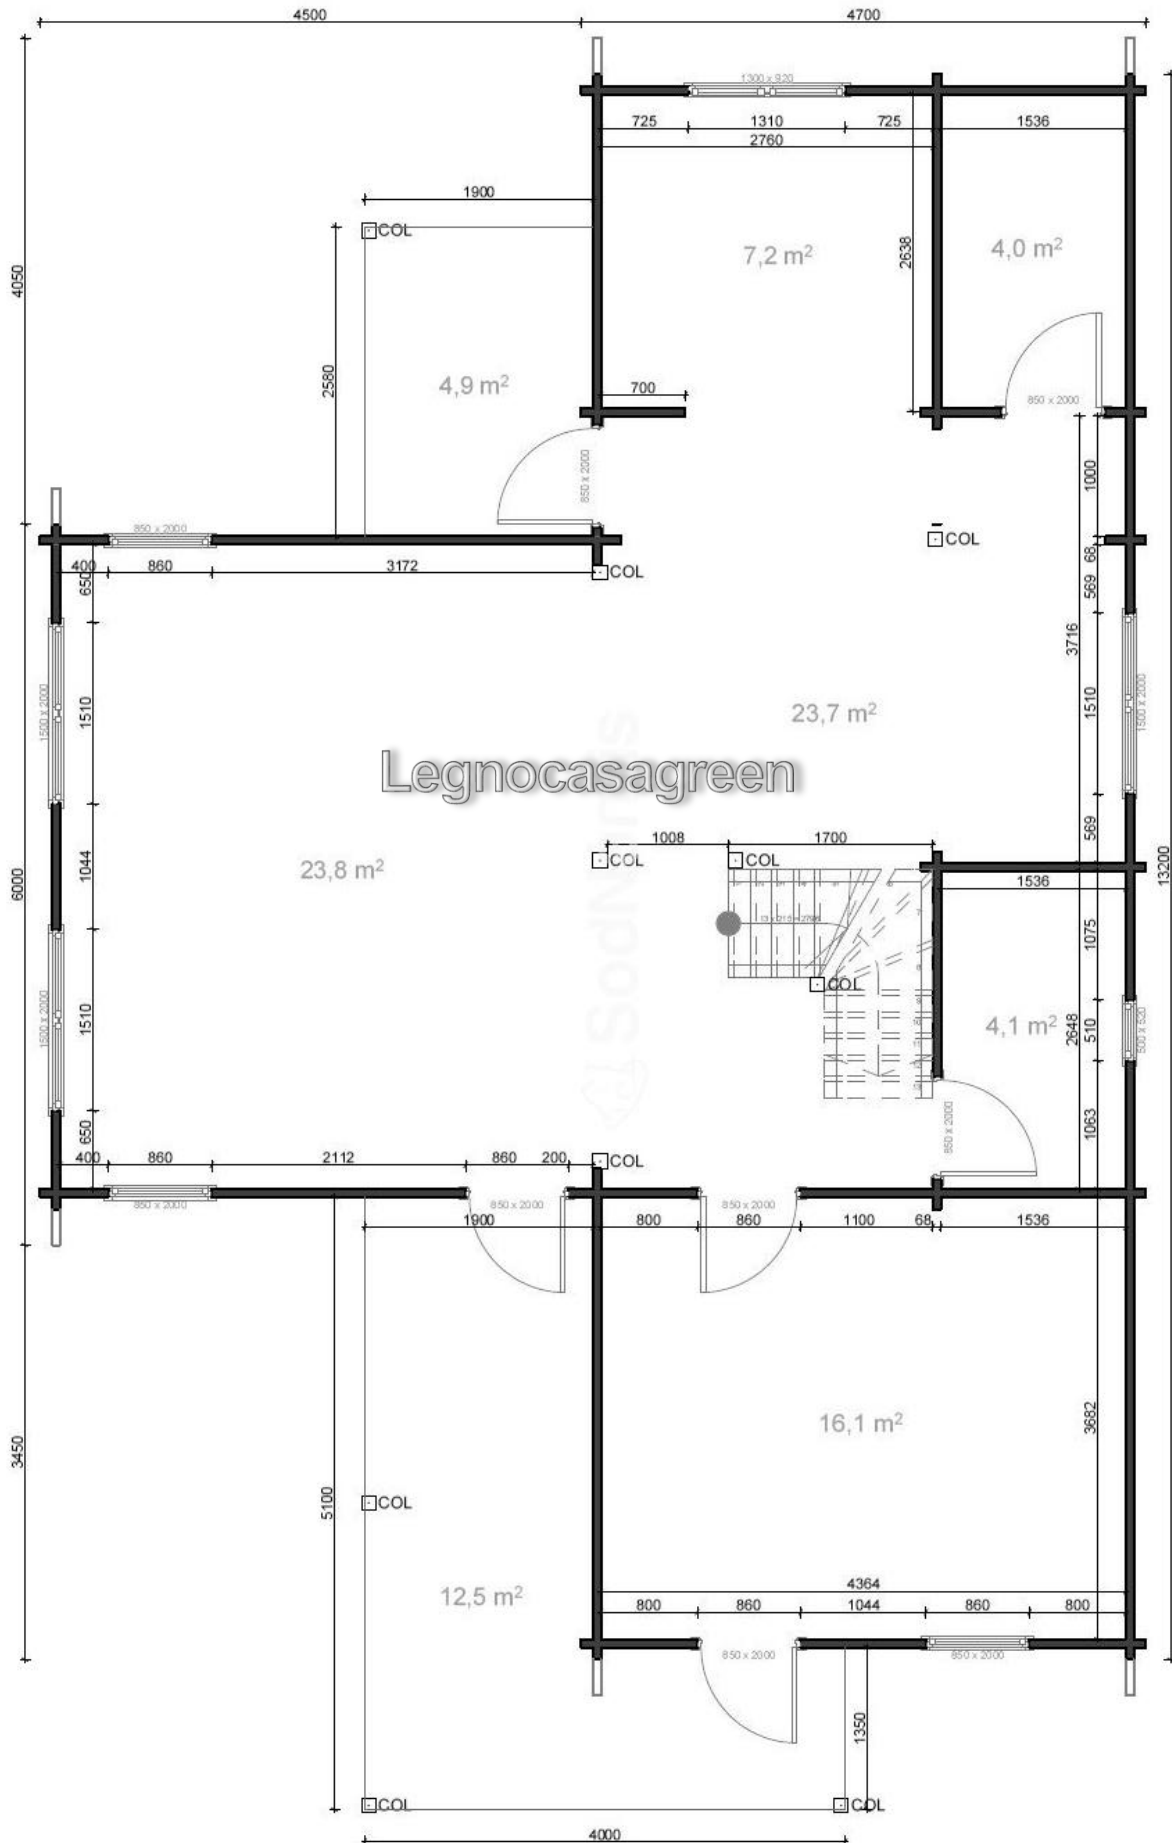 4500
4700
1300 x 920
725
1310
725
1536
2760
1900
COL
4050
7,2 m²
2638
4,0 m²
2580
4,9 m²
700
850 x 2000
850 x 2000
1000
850 x 2000
COL
68
400
860
3172
COL
650
569
3716
1500 x 2000
1510
1510
1500 x 2000
23,7 m²
Legnocasagreen
569
1008
1700
13200
COL
COL
1044
23,8 m²
6000
1536
1075
COL
1500 x 2000
1510
4,1 m²
2648
510
500 x 520
650
850 x 2000
1063
400
860
2112
860
200
COL
850 x 2000
850 x 2000
850 x 2000
1900
800
860
1100
68
1536
16,1 m²
3682
3450
5100
COL
12,5 m²
4364
800
860
1044
860
800
850 x 2000
850 x 2000
1350
COL
COL
4000